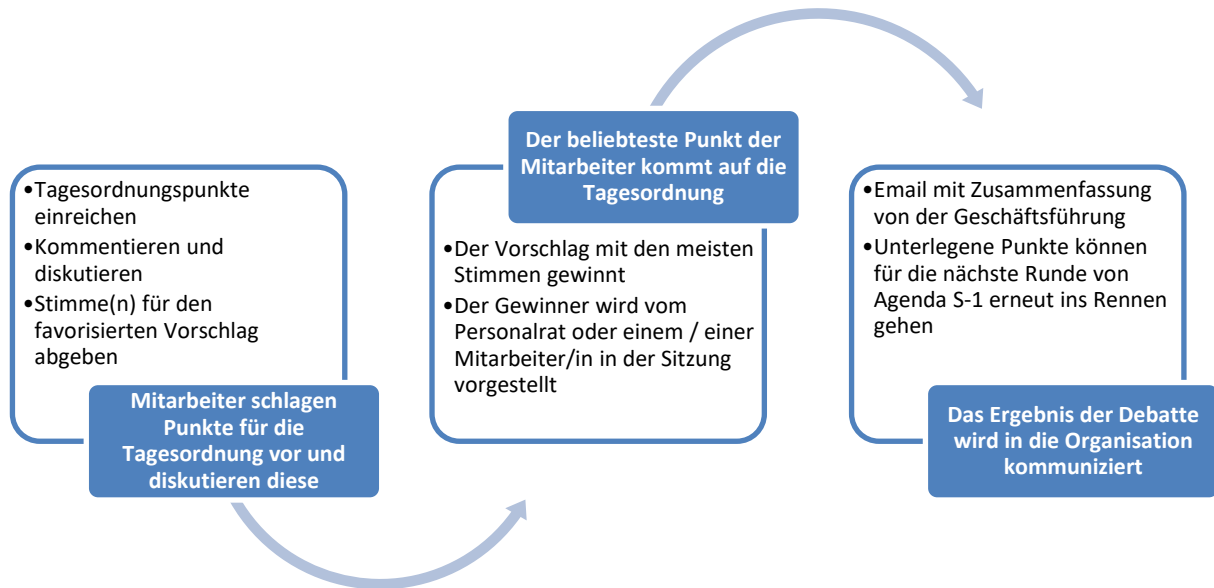 •Tagesordnungspunkte
einreichen
•Kommentieren und
diskutieren
•Stimme(n) für den
favorisierten Vorschlag
abgeben
Mitarbeiter schlagen
Punkte für die
Tagesordnung vor und
diskutieren diese
Der beliebteste Punkt der
Mitarbeiter kommt auf die
Tagesordnung
•Der Vorschlag mit den meisten
Stimmen gewinnt
•Der Gewinner wird vom
Personalrat oder einem / einer
Mitarbeiter/in in der Sitzung
vorgestellt
•Email mit Zusammenfassung
von der Geschäftsführung
•Unterlegene Punkte können
für die nächste Runde von
Agenda S-1 erneut ins Rennen
gehen
Das Ergebnis der Debatte
wird in die Organisation
kommuniziert